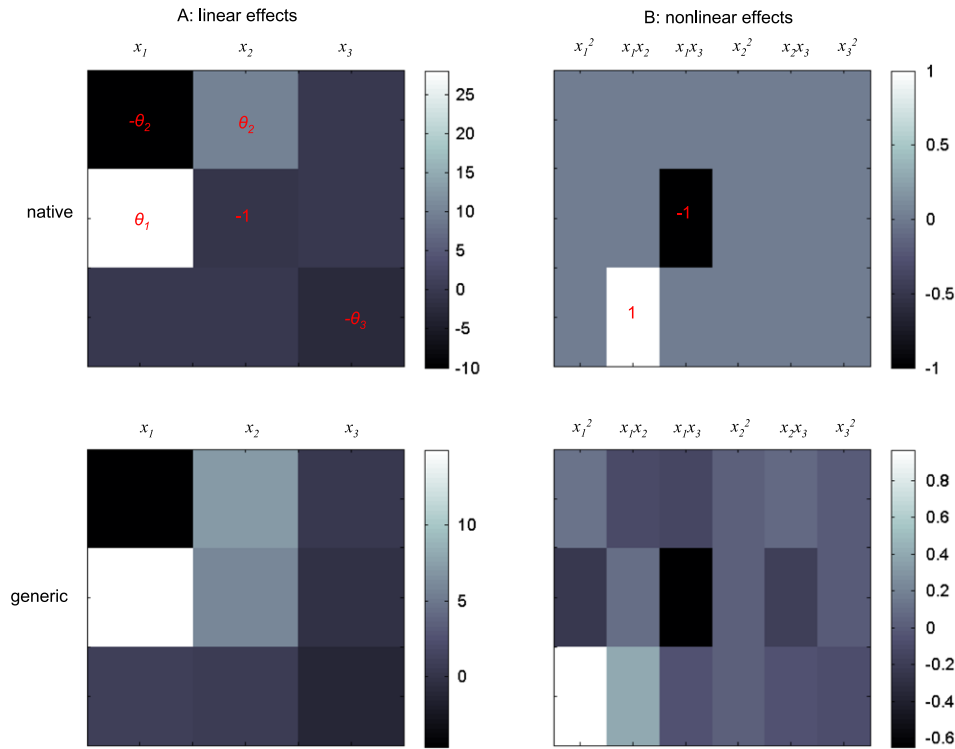 A: linear effects
B: nonlinear effects
x₁ x₂ x₃
x₁² x₁x₂ x₁x₃ x₂² x₂x₃ x₃²
-θ₂ θ₂
native
θ₁ -1
-θ₃
25
20
15
10
5
0
-5
-10
-1
1
1
0.5
0
-0.5
-1
x₁ x₂ x₃
x₁² x₁x₂ x₁x₃ x₂² x₂x₃ x₃²
generic
10
5
0
0.8
0.6
0.4
0.2
0
-0.2
-0.4
-0.6